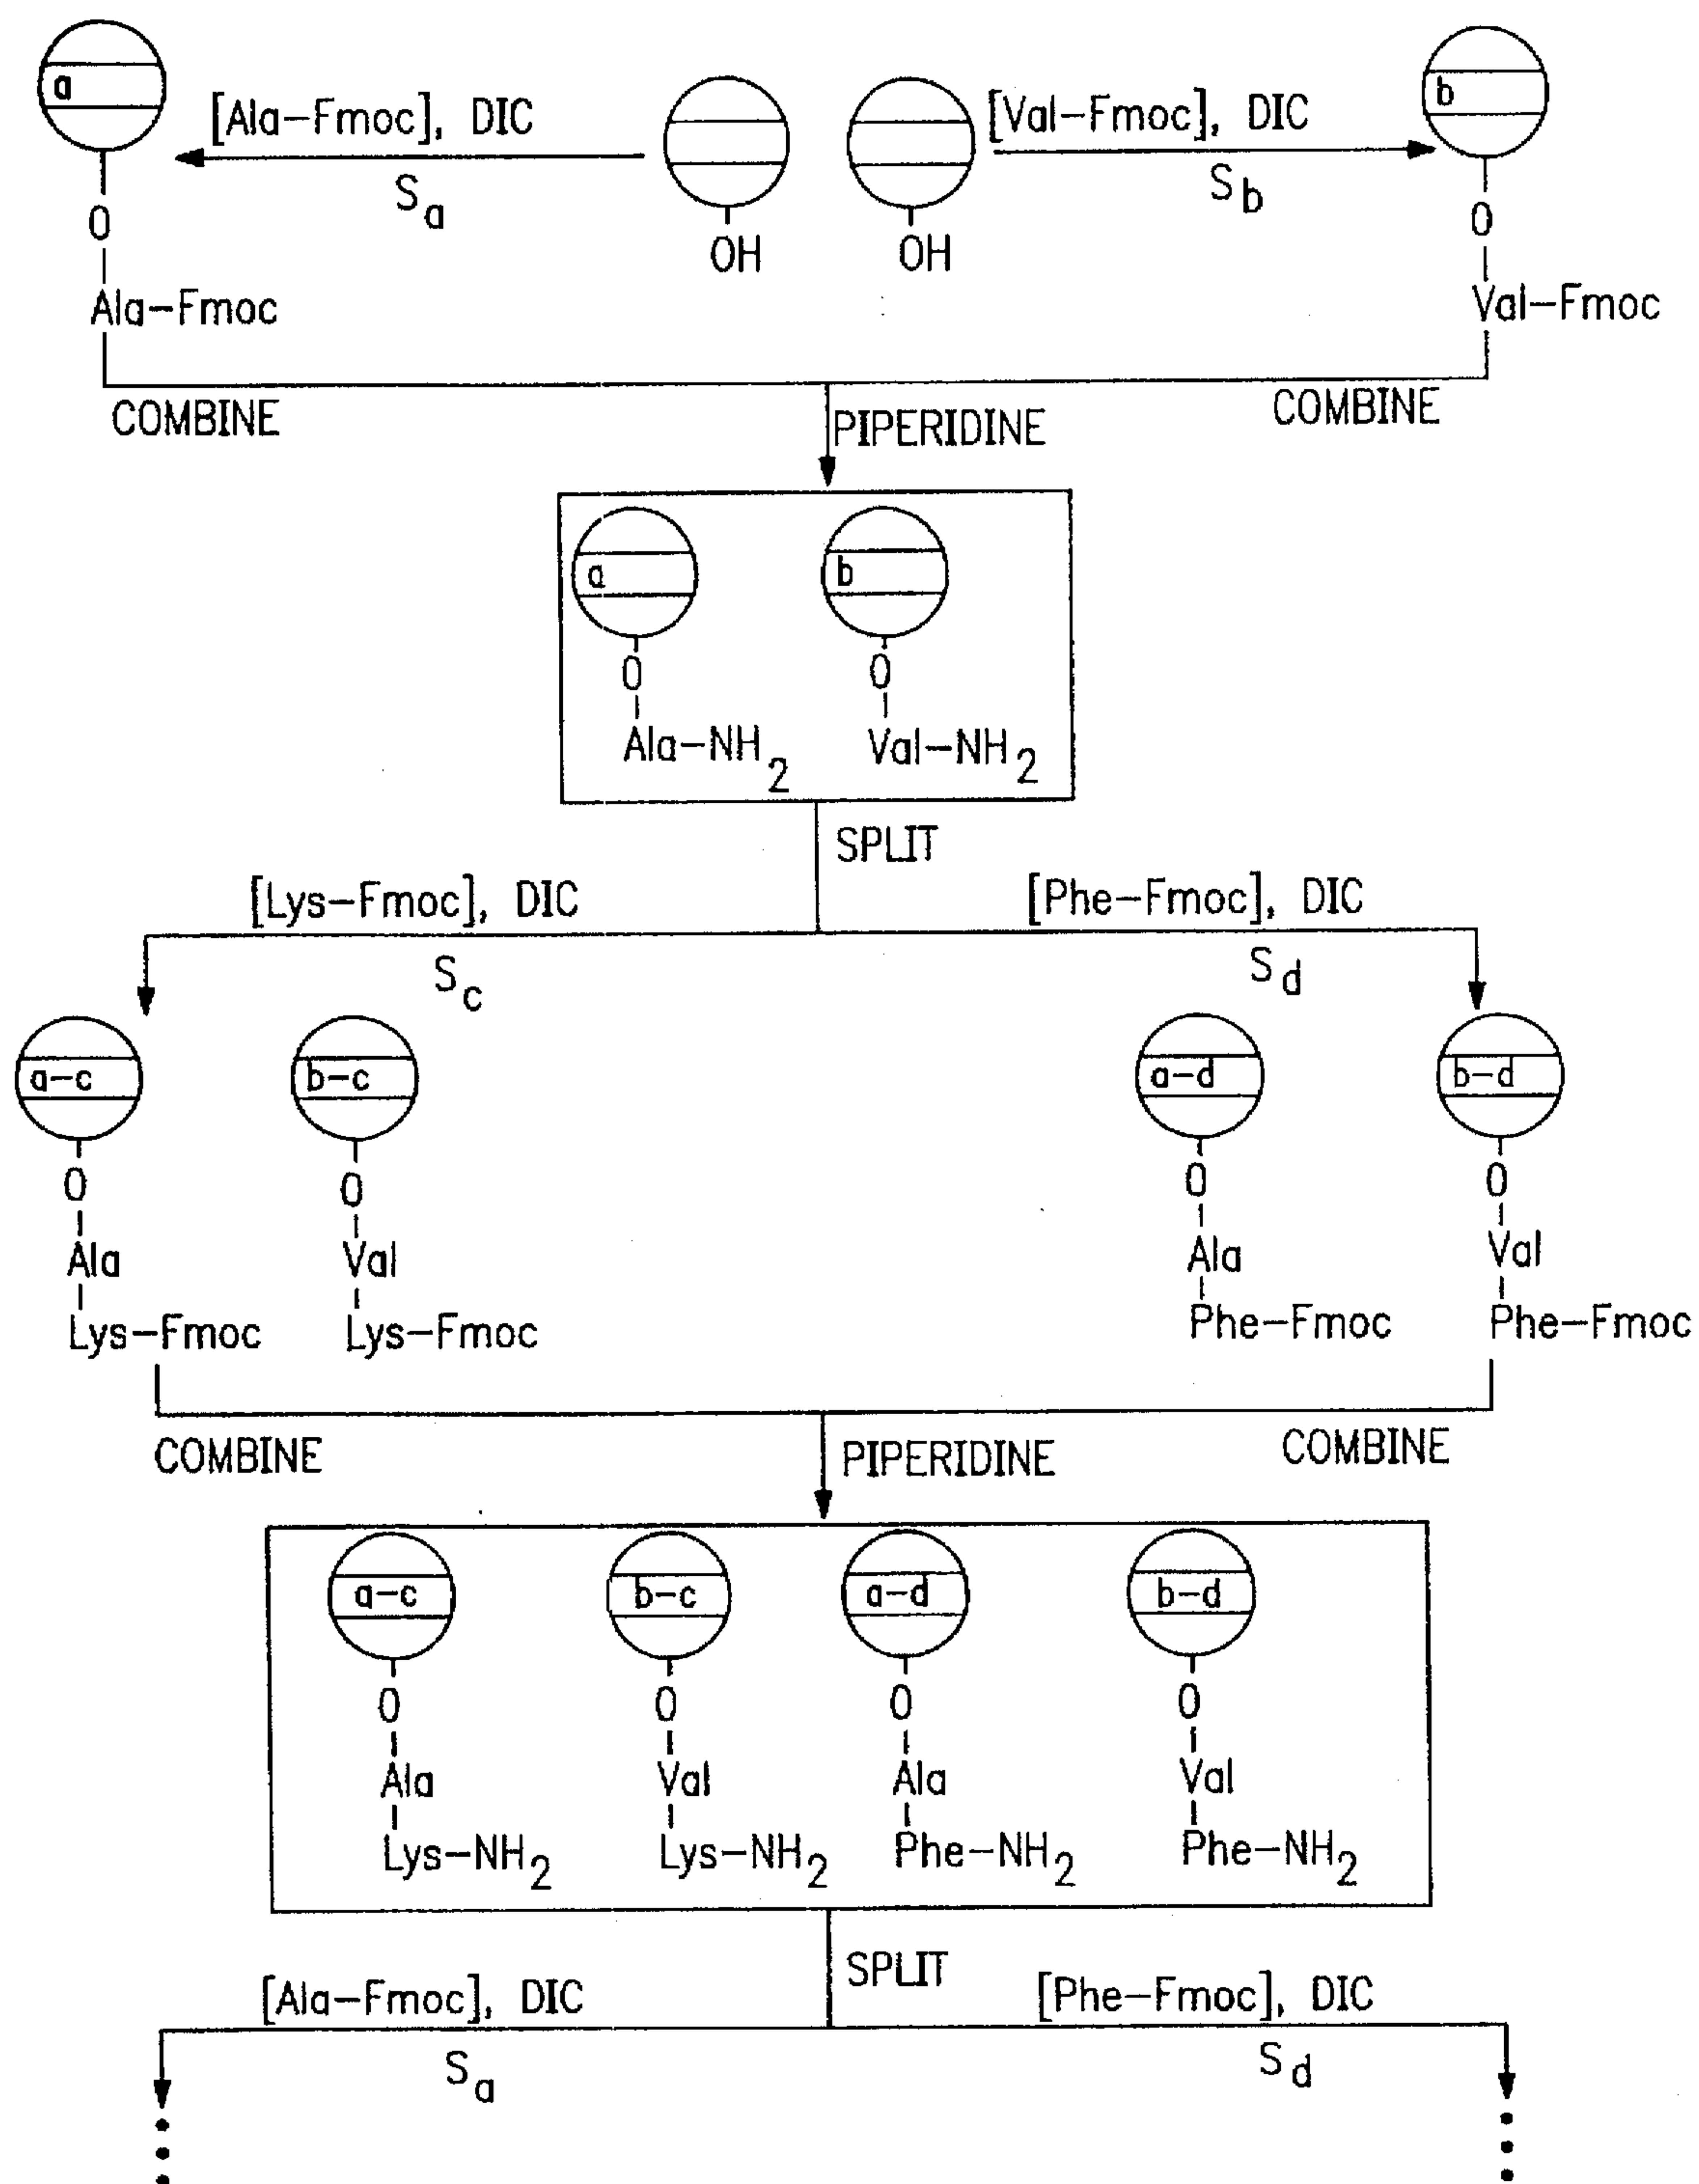 a
b
[Ala-Fmoc], DIC
[Val-Fmoc], DIC
Sa
Sb
O
OH
OH
O
Ala-Fmoc
Val-Fmoc
COMBINE
PIPERIDINE
COMBINE
a
b
O
O
Ala-NH2
Val-NH2
SPLIT
[Lys-Fmoc], DIC
[Phe-Fmoc], DIC
Sc
Sd
a-c
b-c
a-d
b-d
O
O
O
O
Ala
Val
Ala
Val
Lys-Fmoc
Lys-Fmoc
Phe-Fmoc
Phe-Fmoc
COMBINE
PIPERIDINE
COMBINE
a-c
b-c
a-d
b-d
O
O
O
O
Ala
Val
Ala
Val
Lys-NH2
Lys-NH2
Phe-NH2
Phe-NH2
SPLIT
[Ala-Fmoc], DIC
[Phe-Fmoc], DIC
Sa
Sd